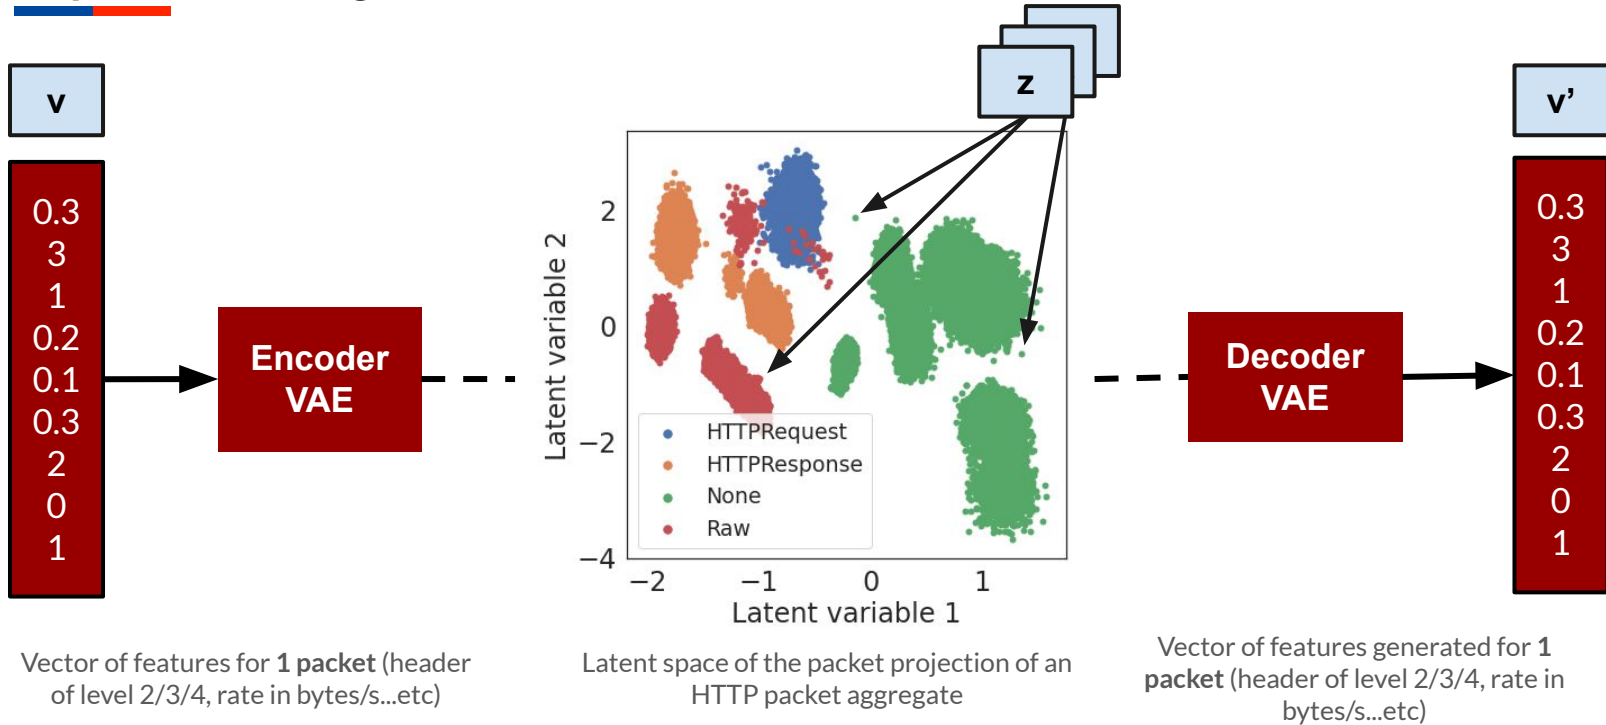 z
v
v’
0.3
3
1
0.2
0.1
0.3
2
0
1
Encoder
VAE
2
0
−2
−4
Latent variable 2
HTTPRequest
HTTPResponse
None
Raw
−2 −1 0 1
Latent variable 1
Decoder
VAE
0.3
3
1
0.2
0.1
0.3
2
0
1
Vector of features for 1 packet (header
of level 2/3/4, rate in bytes/s...etc)
Latent space of the packet projection of an
HTTP packet aggregate
Vector of features generated for 1
packet (header of level 2/3/4, rate in
bytes/s...etc)